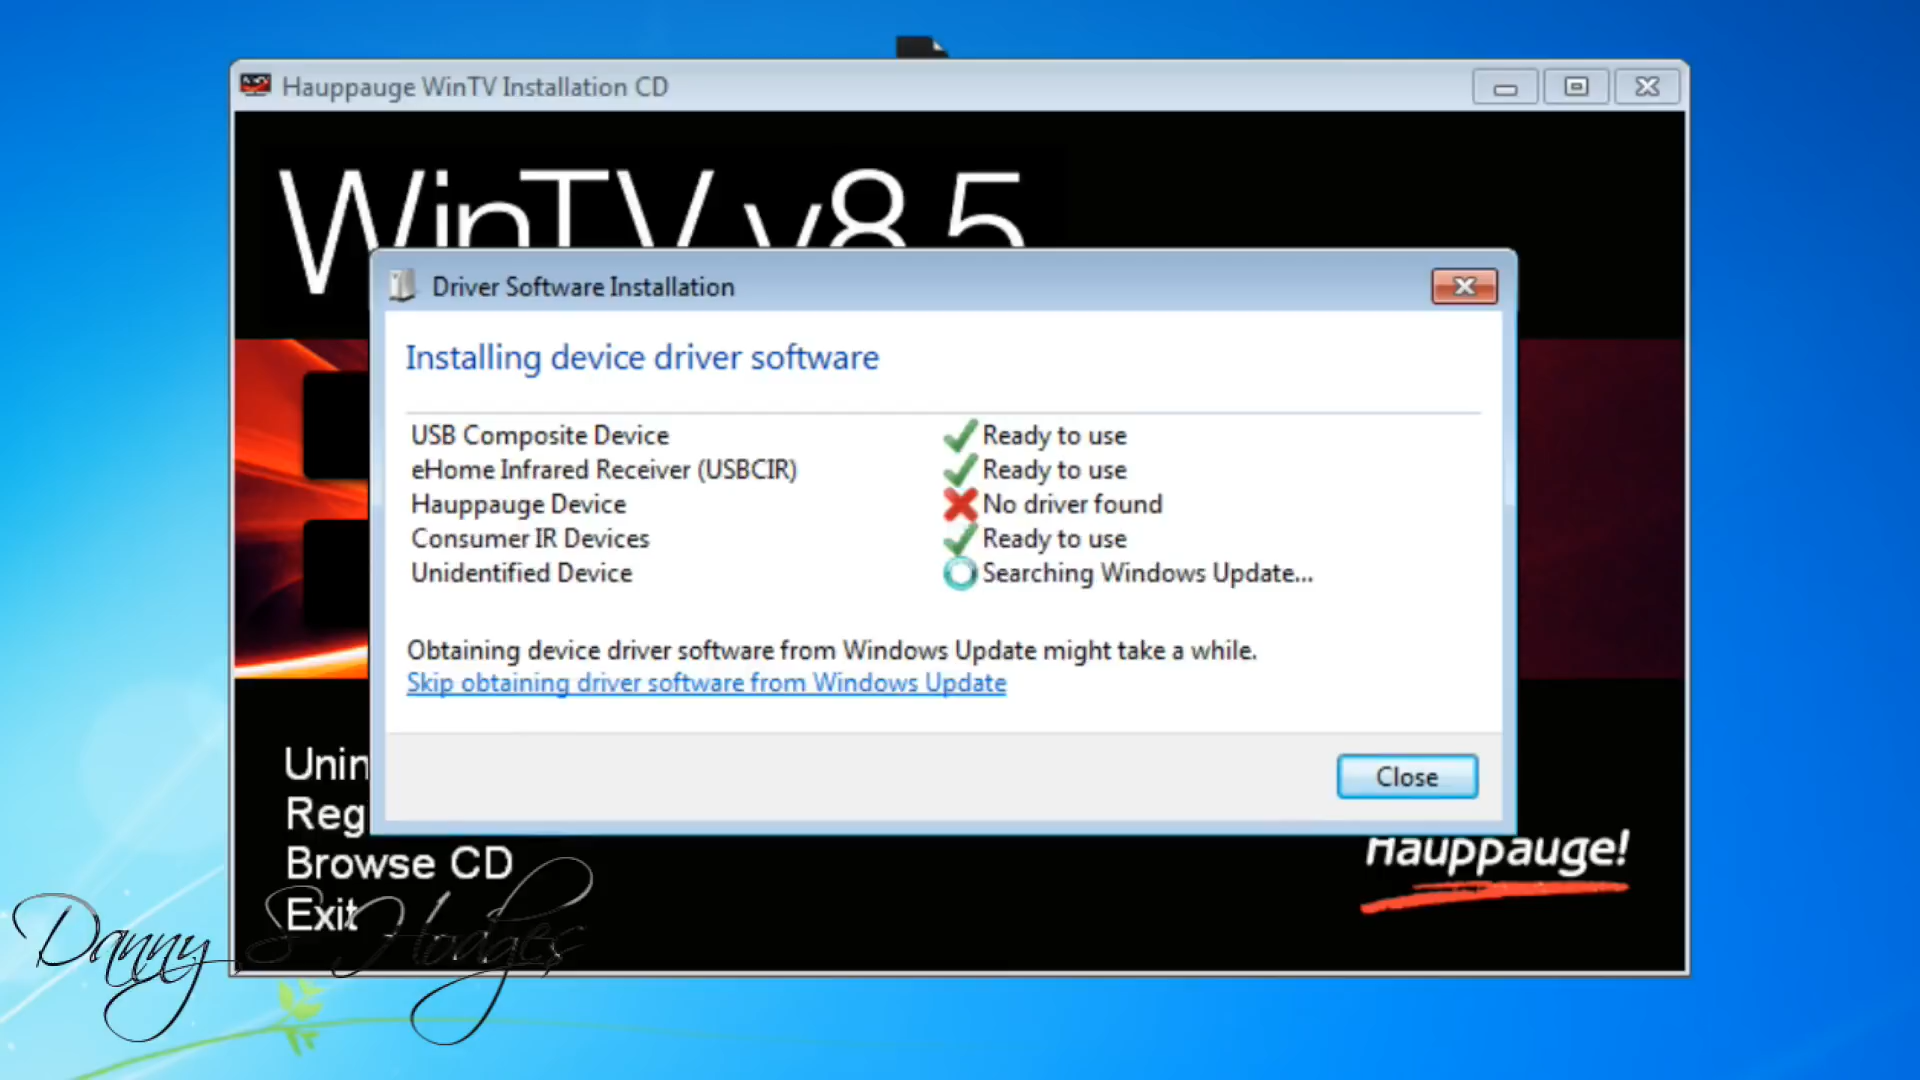 Hauppauge WinTV Installation CD
WinTV v8.5
Driver Software Installation
Installing device driver software
USB Composite Device Ready to use
eHome Infrared Receiver (USBCIR) Ready to use
Hauppauge Device No driver found
Consumer IR Devices Ready to use
Unidentified Device Searching Windows Update...
Obtaining device driver software from Windows Update might take a while.
Skip obtaining driver software from Windows Update
Close
Unin
Reg
Browse CD
Exit
Hauppauge!
Danny S Hodges